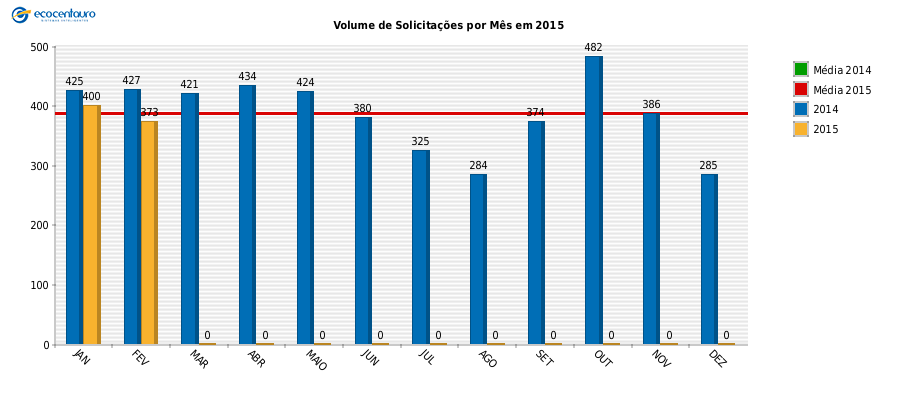 ecocentauro
Volume de Solicitações por Mês em 2015
500
400
300
200
100
0
425
400
427
373
421
0
434
0
424
0
380
0
325
0
284
0
374
0
482
0
386
0
285
0
JAN
FEV
MAR
ABR
MAIO
JUN
JUL
AGO
SET
OUT
NOV
DEZ
Média 2014
Média 2015
2014
2015